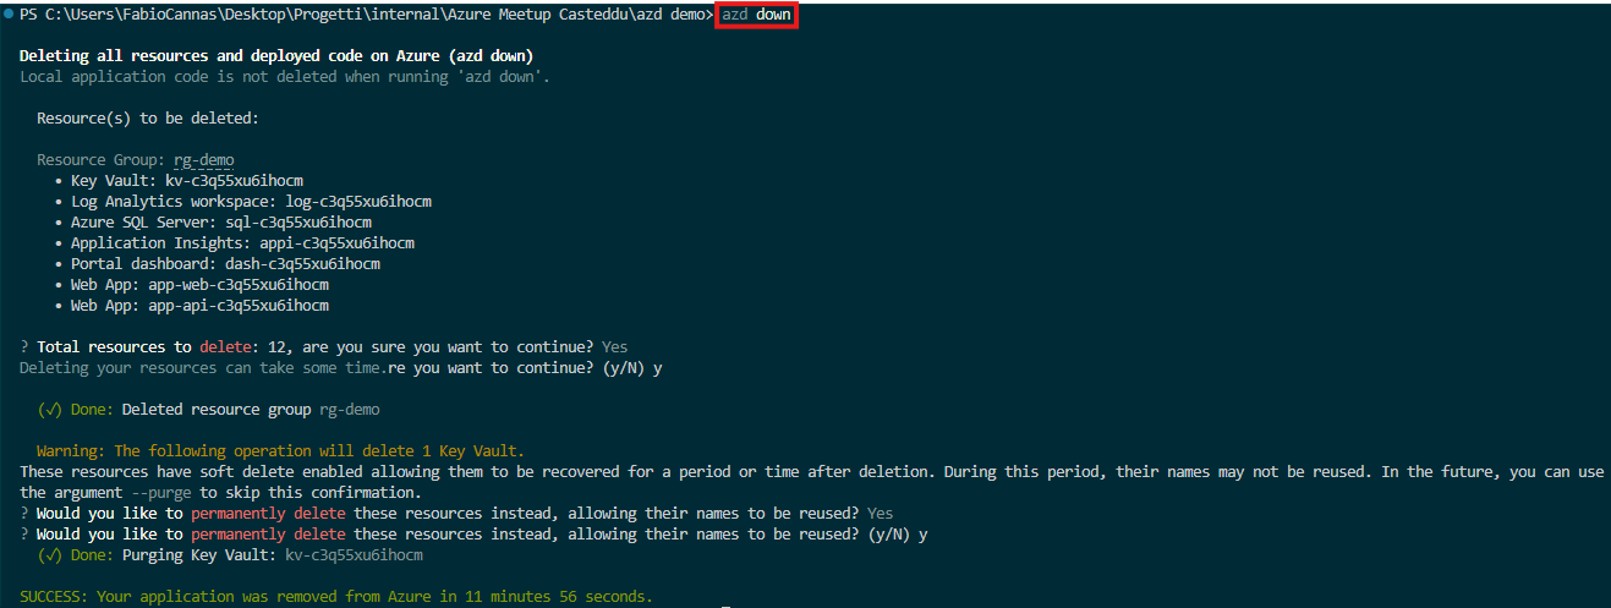 PS C:\Users\FabioCannas\Desktop\Progetti\internal\Azure Meetup Casteddu\azd demo> azd down
Deleting all resources and deployed code on Azure (azd down)
Local application code is not deleted when running 'azd down'.
Resource(s) to be deleted:
Resource Group: rg-demo
• Key Vault: kv-c3q55xu6ihocm
• Log Analytics workspace: log-c3q55xu6ihocm
• Azure SQL Server: sql-c3q55xu6ihocm
• Application Insights: appi-c3q55xu6ihocm
• Portal dashboard: dash-c3q55xu6ihocm
• Web App: app-web-c3q55xu6ihocm
• Web App: app-api-c3q55xu6ihocm
? Total resources to delete: 12, are you sure you want to continue? Yes
Deleting your resources can take some time.re you want to continue? (y/N) y
(✓) Done: Deleted resource group rg-demo
Warning: The following operation will delete 1 Key Vault.
These resources have soft delete enabled allowing them to be recovered for a period or time after deletion. During this period, their names may not be reused. In the future, you can use
the argument --purge to skip this confirmation.
? Would you like to permanently delete these resources instead, allowing their names to be reused? Yes
? Would you like to permanently delete these resources instead, allowing their names to be reused? (y/N) y
(✓) Done: Purging Key Vault: kv-c3q55xu6ihocm
SUCCESS: Your application was removed from Azure in 11 minutes 56 seconds.